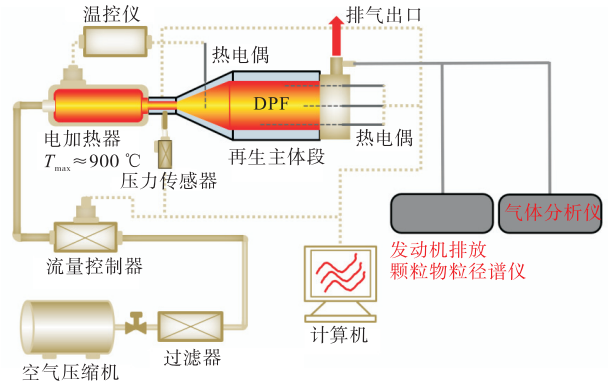 温控仪
排气出口
热电偶
DPF
电加热器
Tmax≈900 ℃
热电偶
再生主体段
压力传感器
气体分析仪
发动机排放
颗粒物粒径谱仪
流量控制器
计算机
过滤器
空气压缩机